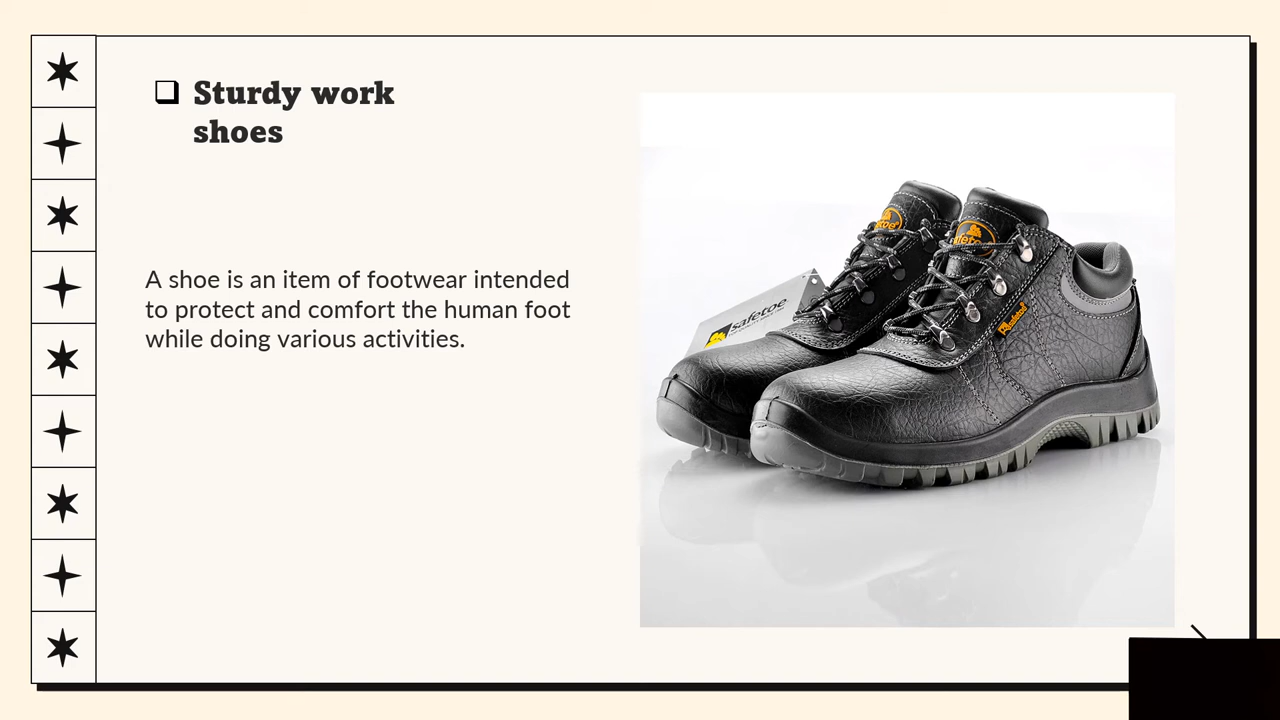 Sturdy work
shoes
A shoe is an item of footwear intended
to protect and comfort the human foot
while doing various activities.
safetoe
safetoe